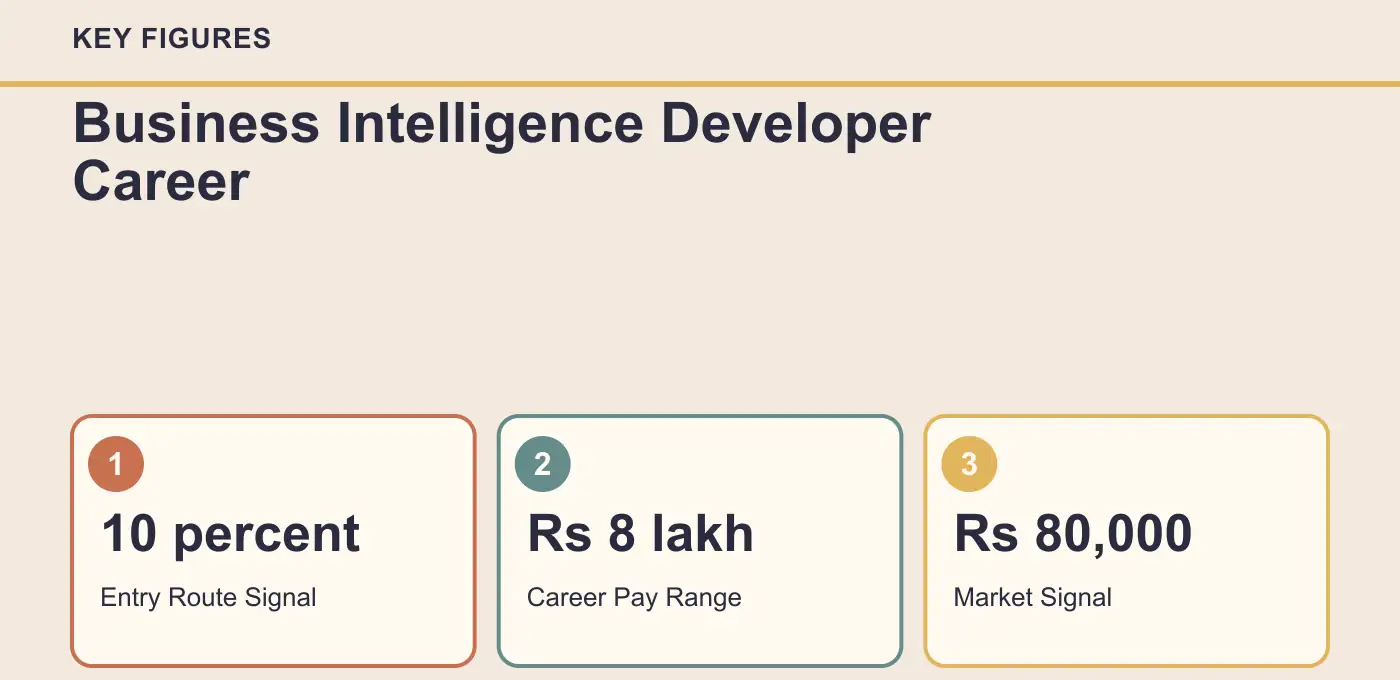 KEY FIGURES
Business Intelligence Developer
Career
1
10 percent
Entry Route Signal
2
Rs 8 lakh
Career Pay Range
3
Rs 80,000
Market Signal